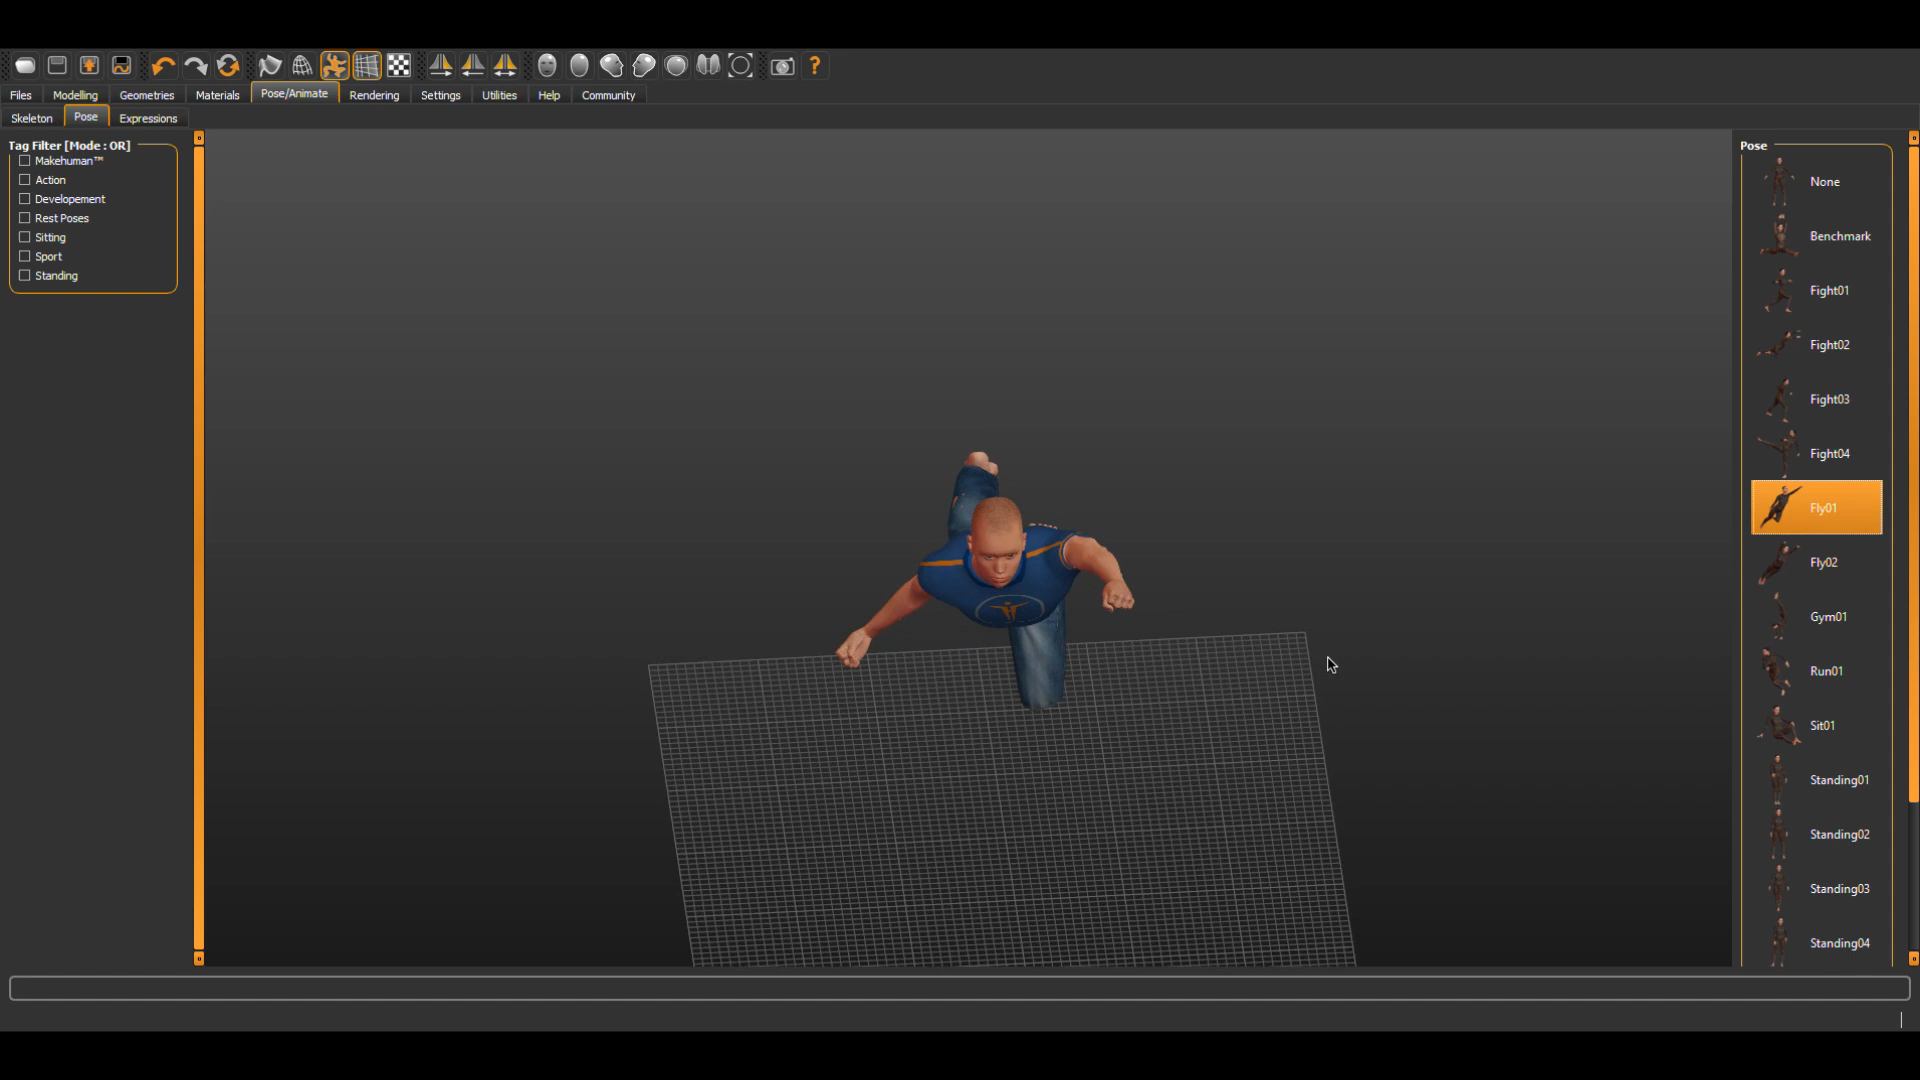 ?
Files Modelling Geometries Materials Pose/Animate Rendering Settings Utilities Help Community
Skeleton Pose Expressions
Tag Filter [Mode : OR]
Makehuman™
Action
Developement
Rest Poses
Sitting
Sport
Standing
Pose
None
Benchmark
Fight01
Fight02
Fight03
Fight04
Fly01
Fly02
Gym01
Run01
Sit01
Standing01
Standing02
Standing03
Standing04